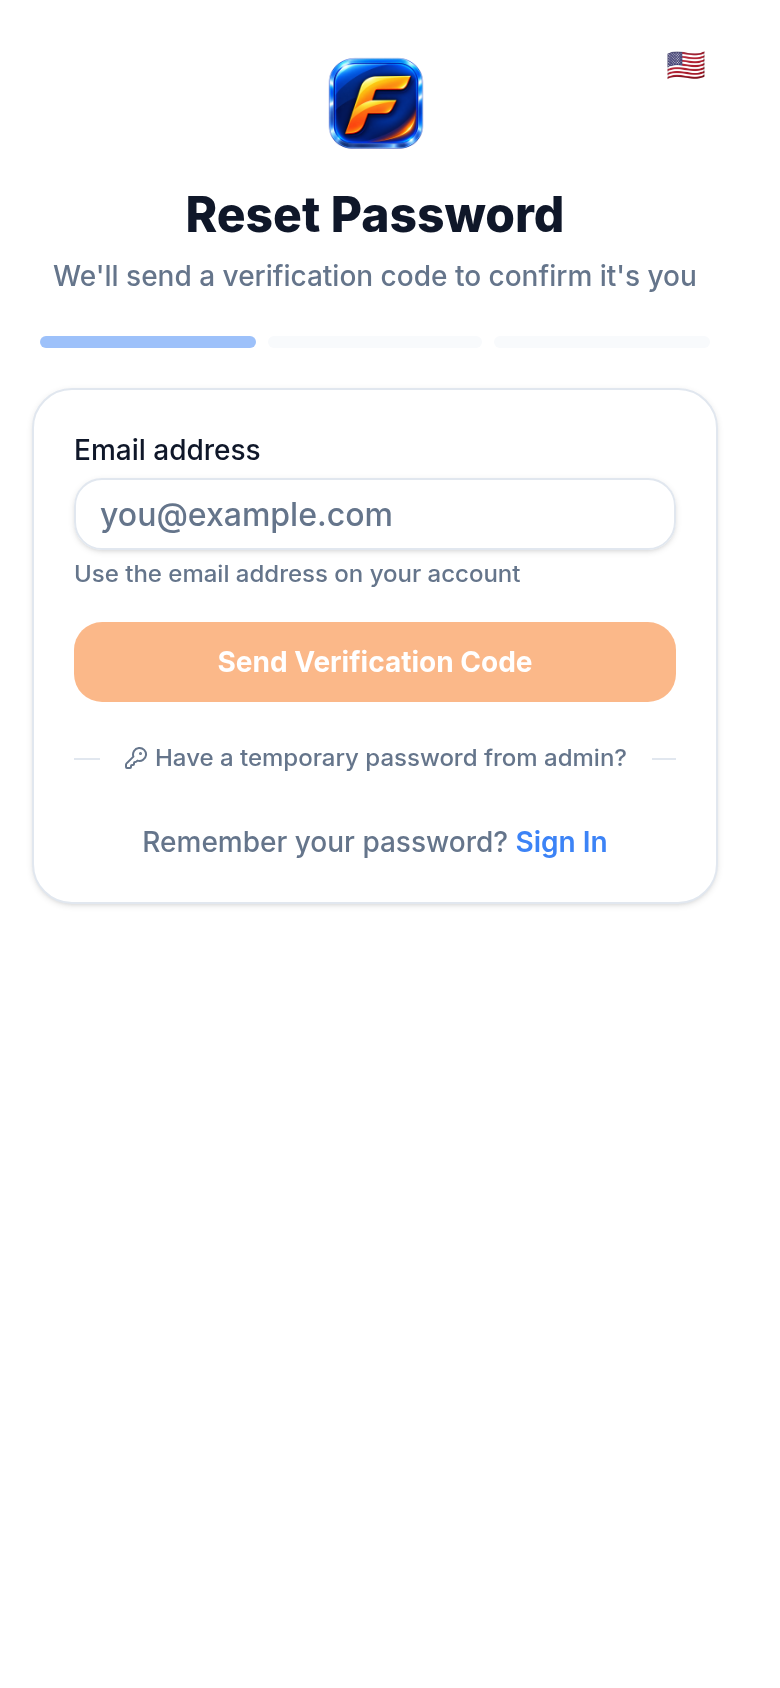 F
Reset Password
We'll send a verification code to confirm it's you
Email address
you@example.com
Use the email address on your account
Send Verification Code
Have a temporary password from admin?
Remember your password? Sign In